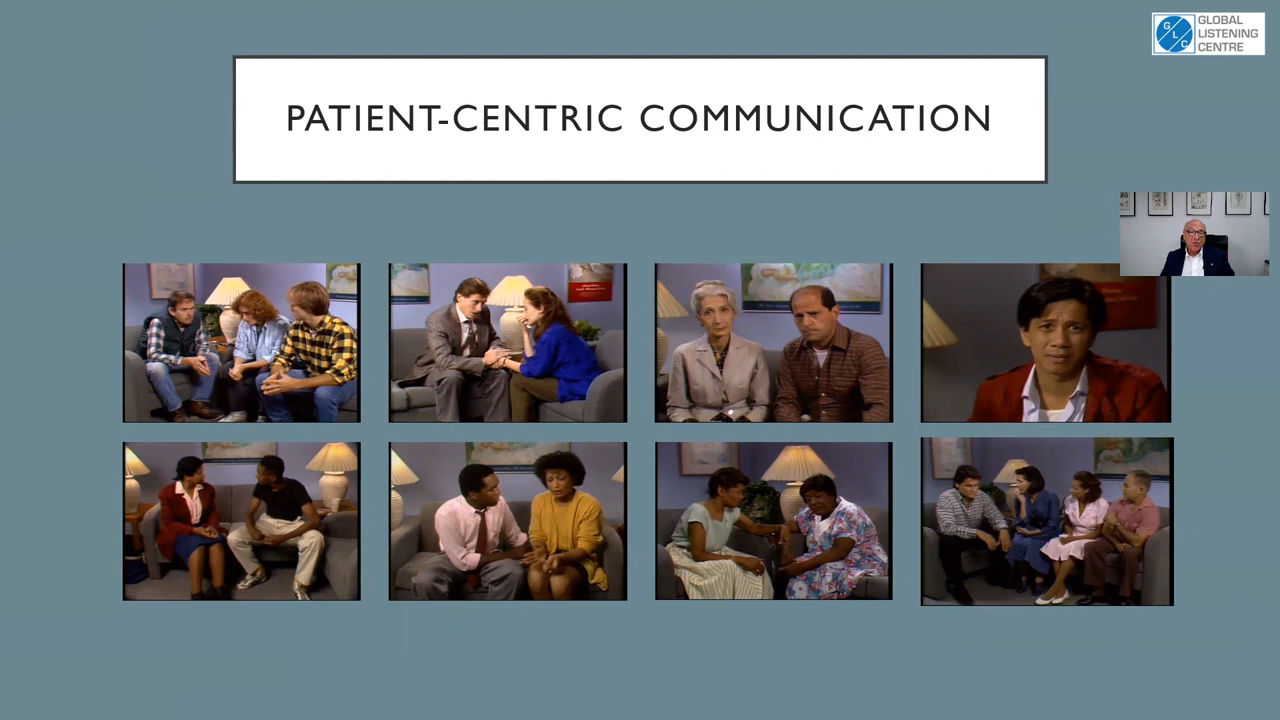 PATIENT-CENTRIC COMMUNICATION
G L C
GLOBAL
LISTENING
CENTRE